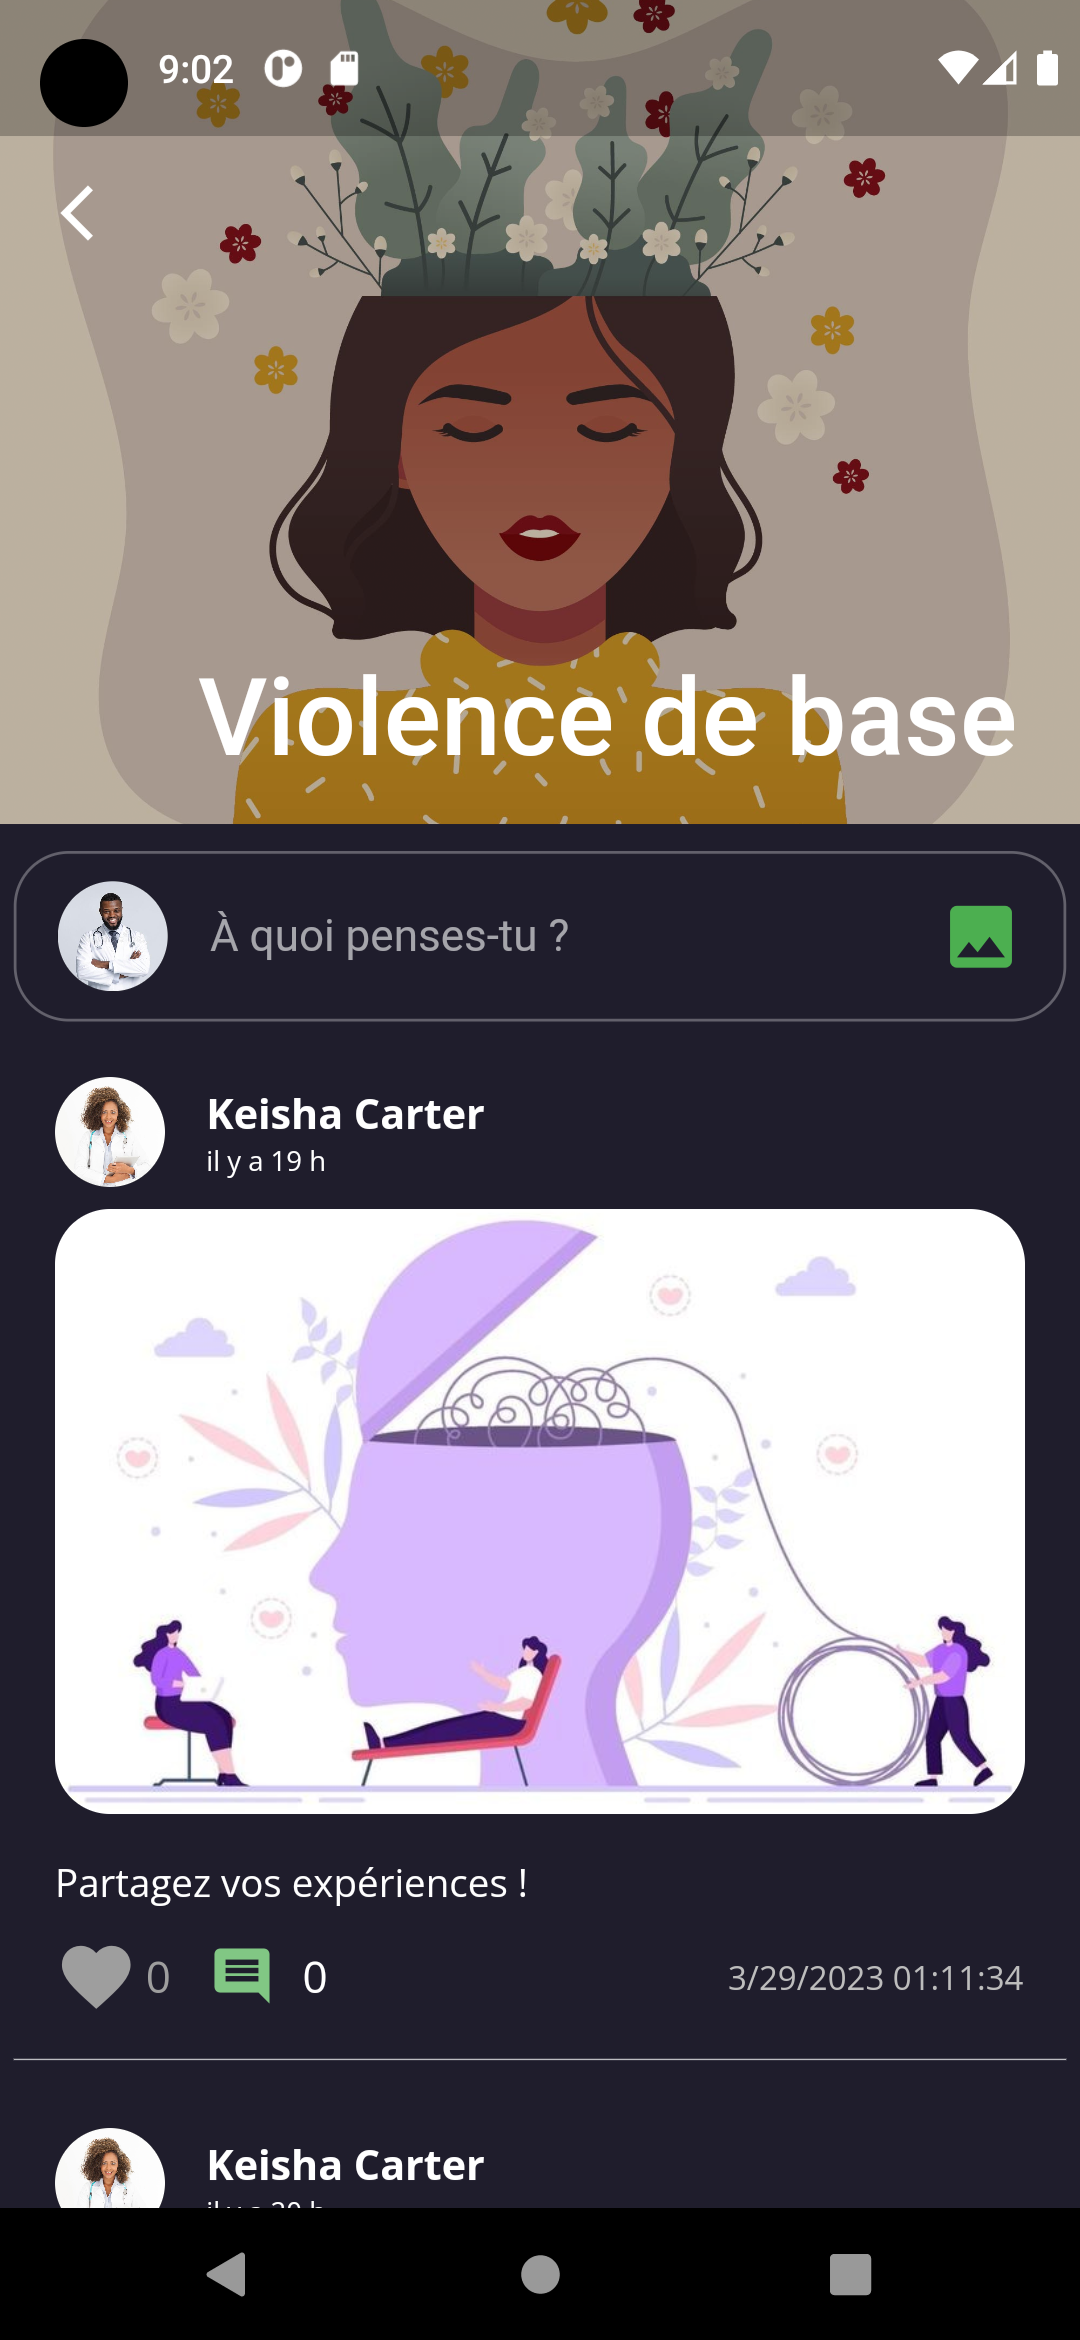 9:02
Violence de base
À quoi penses-tu ?
Keisha Carter
il y a 19 h
Partagez vos expériences !
0 0 3/29/2023 01:11:34
Keisha Carter